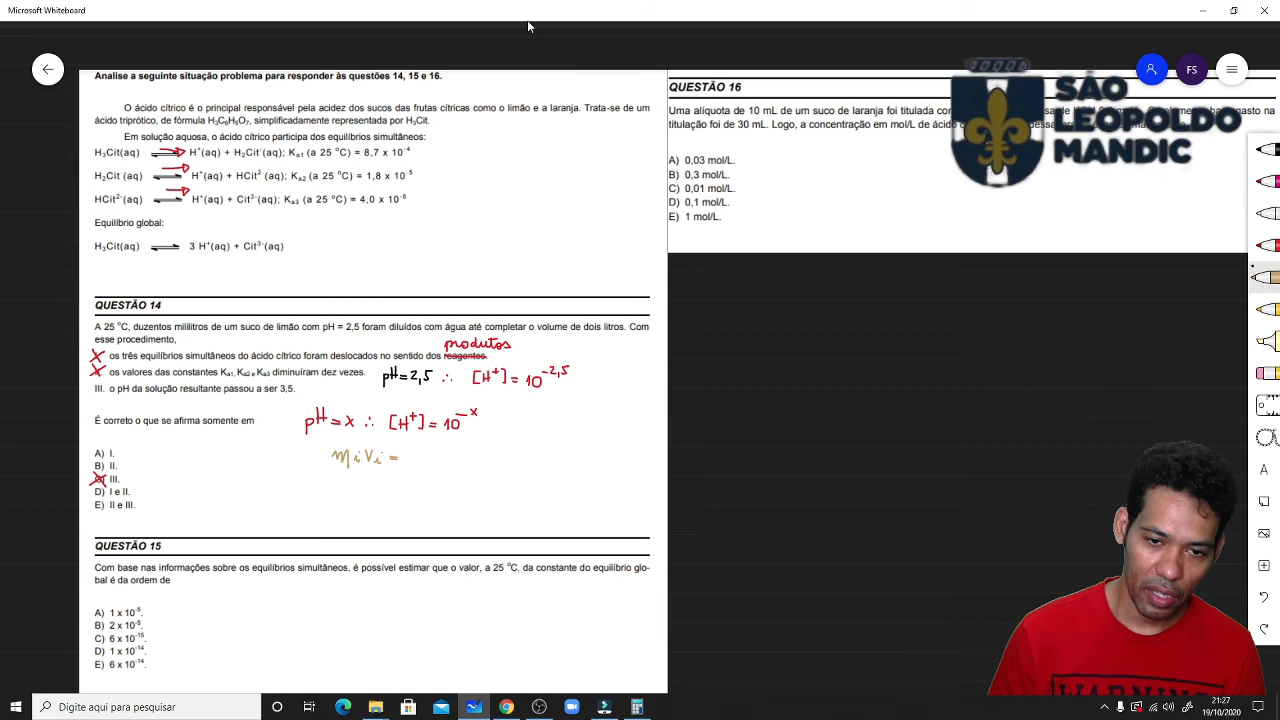 Microsoft Whiteboard
FS
Analise a seguinte situação problema para responder às questões 14, 15 e 16.
O ácido cítrico é o principal responsável pela acidez dos sucos das frutas cítricas como o limão e a laranja. Trata-se de um
ácido triprótico, de fórmula H₃C₆H₅O₇, simplificadamente representado por H₃Cit.
Em solução aquosa, o ácido cítrico participa dos equilíbrios simultâneos:
H₃Cit(aq) ⇌ H⁺(aq) + H₂Cit⁻(aq); Kₐ₁ (a 25 °C) = 8,7 x 10⁻⁴
H₂Cit⁻(aq) ⇌ H⁺(aq) + HCit²⁻(aq); Kₐ₂ (a 25 °C) = 1,8 x 10⁻⁵
HCit²⁻(aq) ⇌ H⁺(aq) + Cit³⁻(aq); Kₐ₃ (a 25 °C) = 4,0 x 10⁻⁶
Equilíbrio global:
H₃Cit(aq) ⇌ 3 H⁺(aq) + Cit³⁻(aq)
QUESTÃO 14
A 25 °C, duzentos mililitros de um suco de limão com pH = 2,5 foram diluídos com água até completar o volume de dois litros. Com
esse procedimento,
produtos
os três equilíbrios simultâneos do ácido cítrico foram deslocados no sentido dos reagentes.
os valores das constantes Kₐ₁, Kₐ₂ e Kₐ₃ diminuíram dez vezes.
pH = 2,5 ∴ [H⁺] = 10⁻²,⁵
III. o pH da solução resultante passou a ser 3,5.
É correto o que se afirma somente em
pH = x ∴ [H⁺] = 10⁻ˣ
A) I.
MiVi =
B) II.
III.
D) I e II.
E) II e III.
QUESTÃO 15
Com base nas informações sobre os equilíbrios simultâneos, é possível estimar que o valor, a 25 °C, da constante do equilíbrio glo-
bal é da ordem de
A) 1 x 10⁻⁵.
B) 2 x 10⁻⁵.
C) 6 x 10⁻¹⁵.
D) 1 x 10⁻¹⁴.
E) 6 x 10⁻¹⁴.
QUESTÃO 16
Uma alíquota de 10 mL de um suco de laranja foi titulada
gasto na
titulação foi de 30 mL. Logo, a concentração em mol/L de ácido
A) 0,03 mol/L.
B) 0,3 mol/L.
C) 0,01 mol/L.
D) 0,1 mol/L.
E) 1 mol/L.
SÃO
LEOPOLDO
MANDIC
WARNING
Digite aqui para pesquisar
21:27
19/10/2020